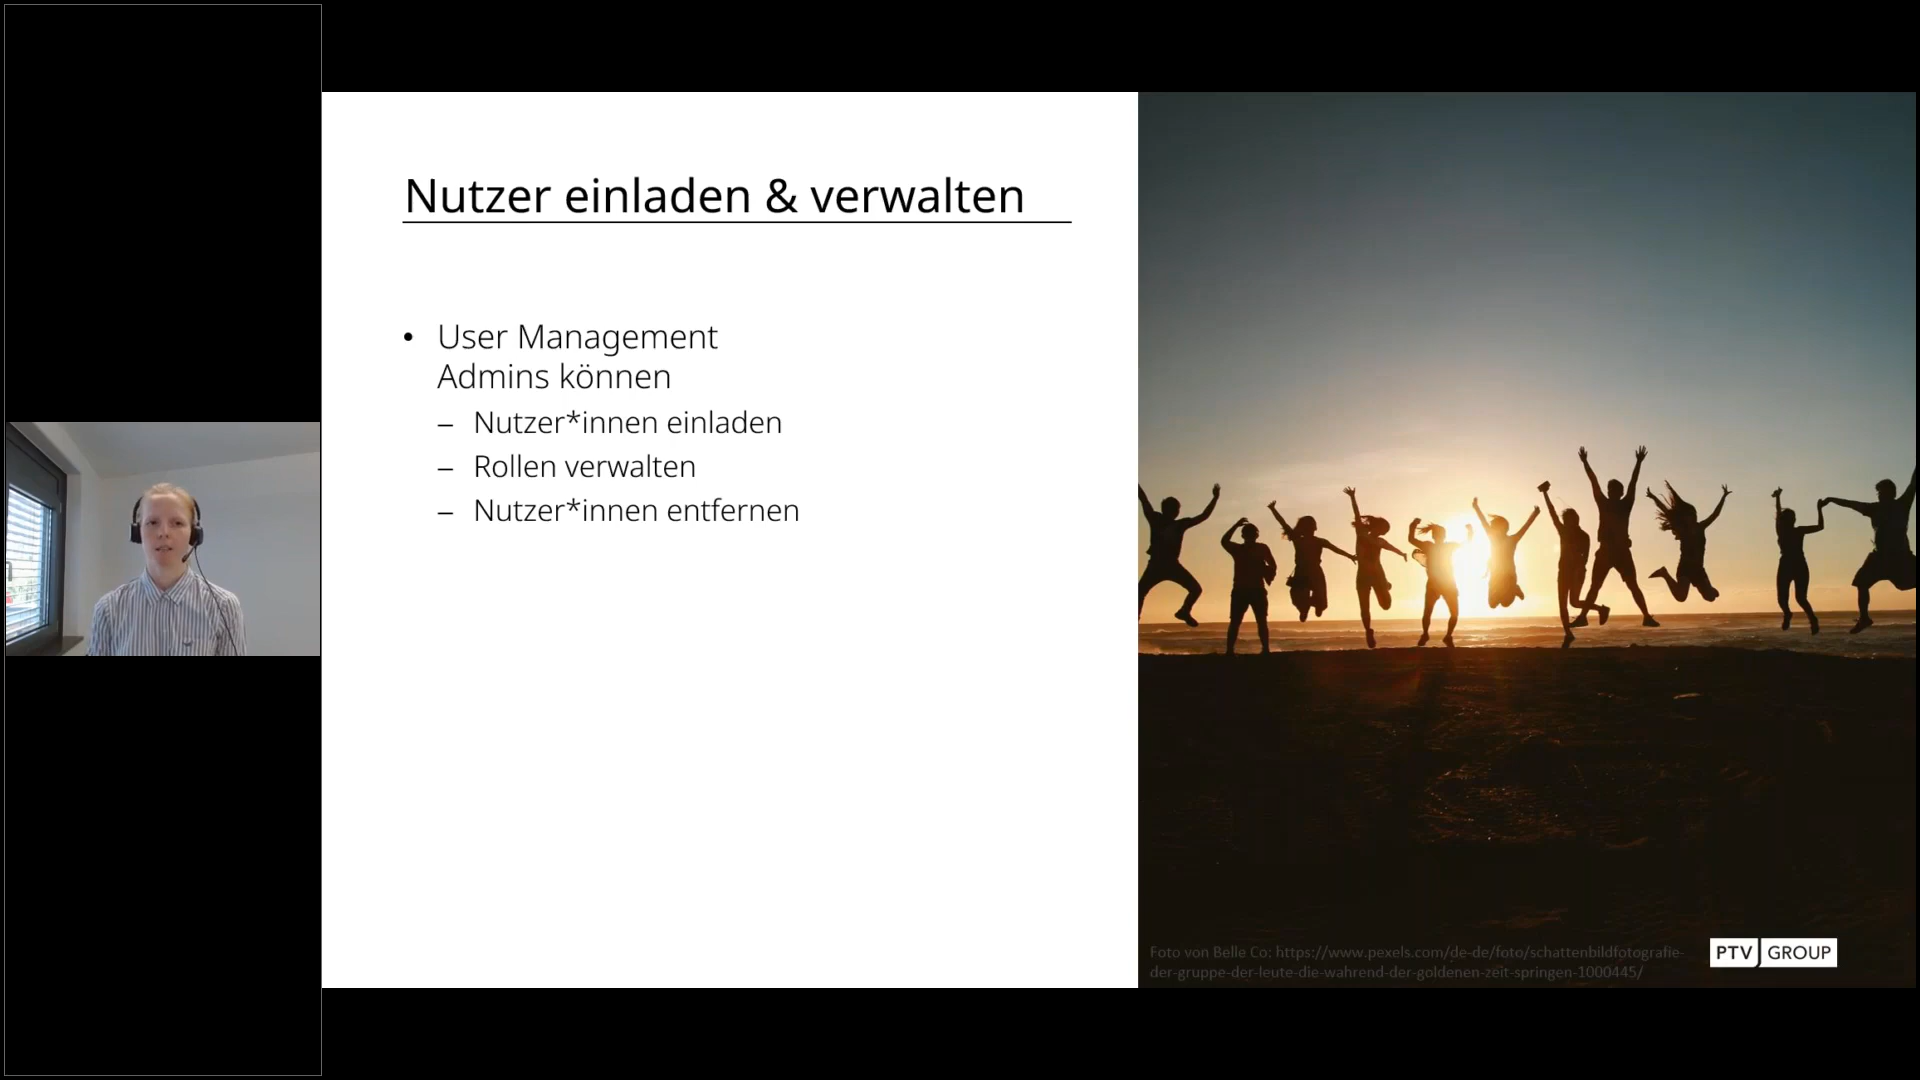 Nutzer einladen & verwalten
• User Management
Admins können
– Nutzer*innen einladen
– Rollen verwalten
– Nutzer*innen entfernen
Foto von Belle Co: https://www.pexels.com/de-de/foto/schattenbildfotografie-
der-gruppe-der-leute-die-wahrend-der-goldenen-zeit-springen-1000445/
PTV GROUP